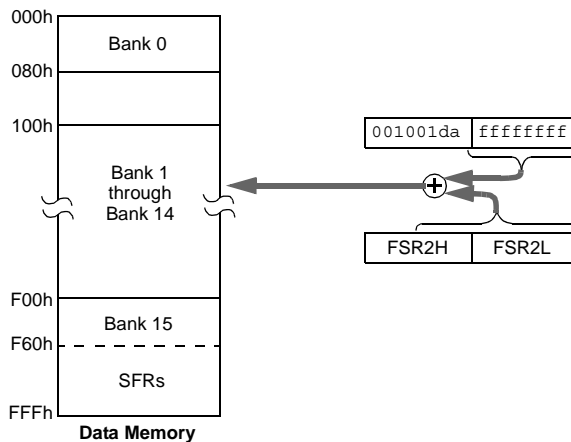 000h
Bank 0
080h
100h
001001da ffffffff
Bank 1
through
Bank 14
FSR2H FSR2L
F00h
Bank 15
F60h
SFRs
FFFh
Data Memory